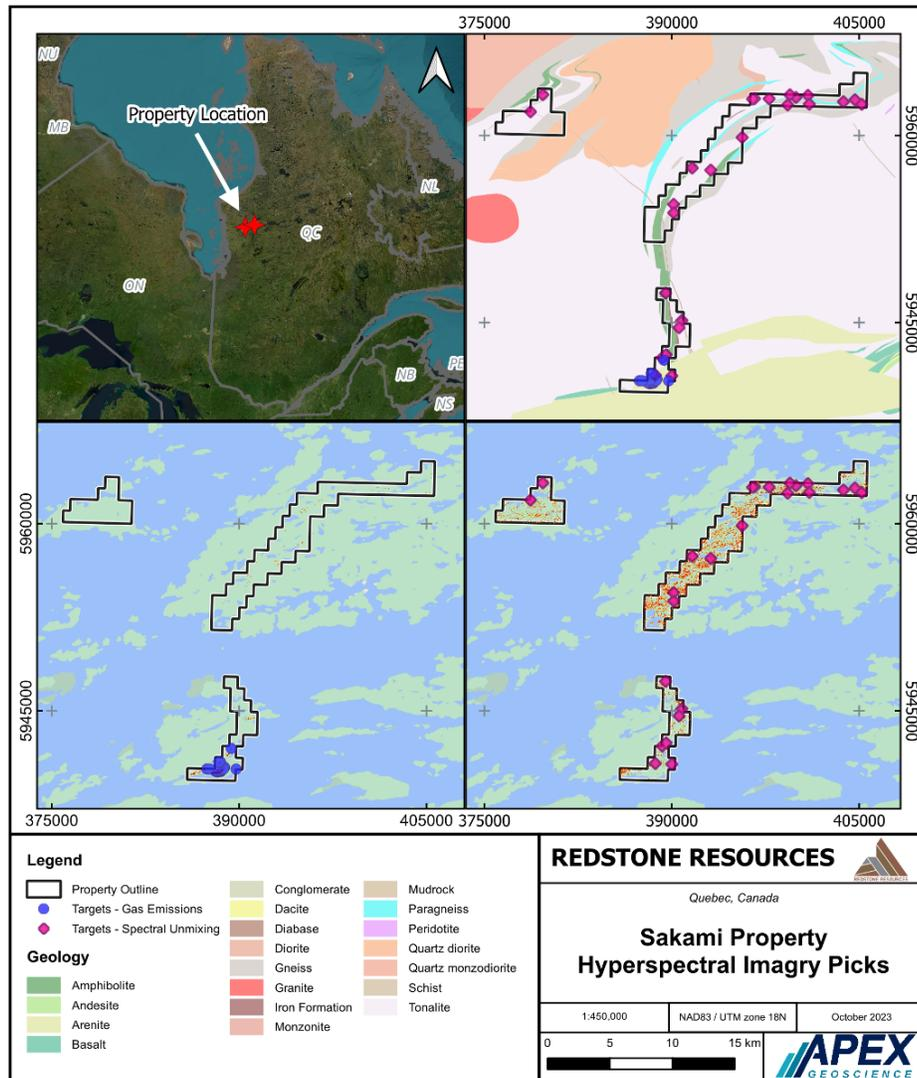 375000
390000
405000
NU
MB
Property Location
NL
QC
ON
NB
PE
NS
5960000
5945000
5960000
5945000
5960000
5945000
375000
390000
405000
375000
390000
405000
Legend
Property Outline
Targets - Gas Emissions
Targets - Spectral Unmixing
Geology
Amphibolite
Andesite
Arenite
Basalt
Conglomerate
Dacite
Diabase
Diorite
Gneiss
Granite
Iron Formation
Monzonite
Mudrock
Paragneiss
Peridotite
Quartz diorite
Quartz monzodiorite
Schist
Tonalite
REDSTONE RESOURCES
REDSTONE RESOURCES
Quebec, Canada
Sakami Property
Hyperspectral Imagry Picks
1:450,000
NAD83 / UTM zone 18N
October 2023
0 5 10 15 km
APEX
GEOSCIENCE